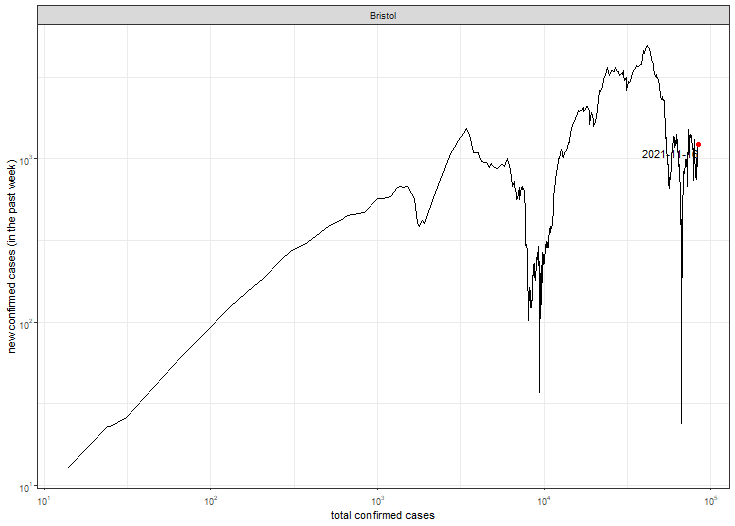 Bristol
new confirmed cases (in the past week)
10³
10²
10¹
10¹ 10² 10³ 10⁴ 10⁵
total confirmed cases